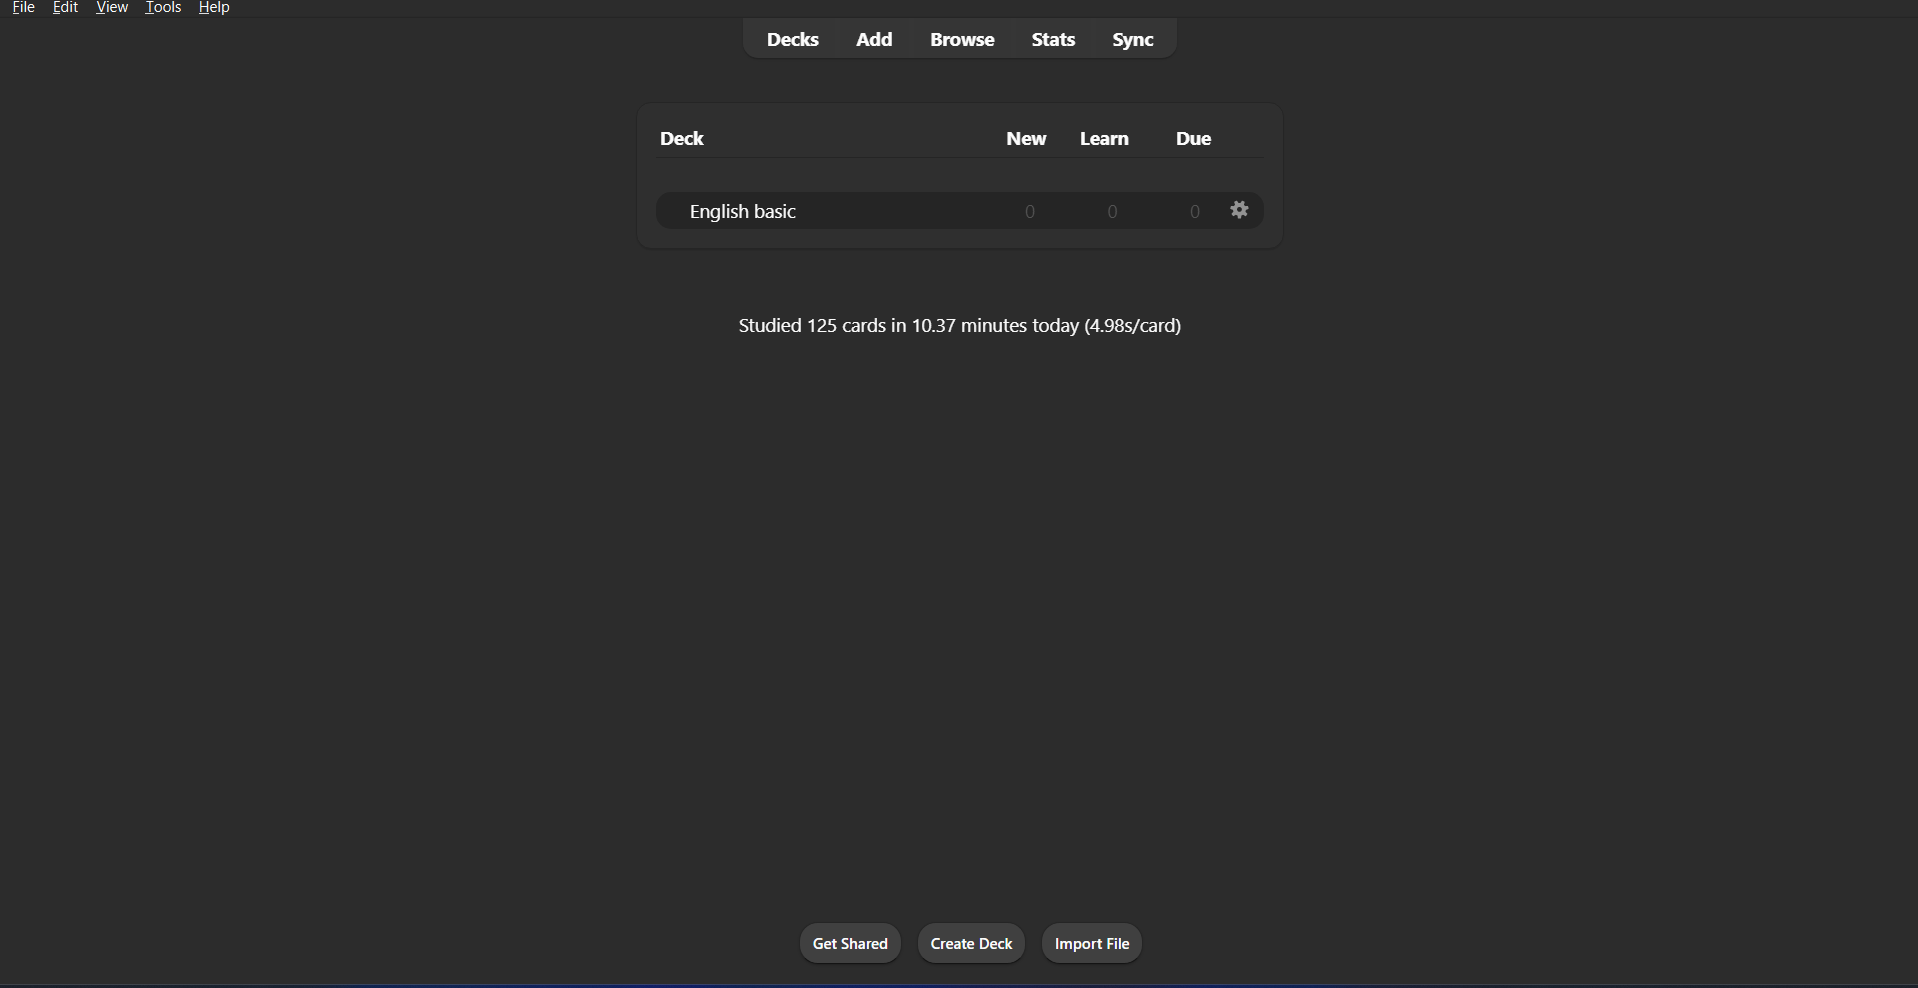 File Edit View Tools Help
Decks Add Browse Stats Sync
Deck New Learn Due
English basic 0 0 0
Studied 125 cards in 10.37 minutes today (4.98s/card)
Get Shared Create Deck Import File